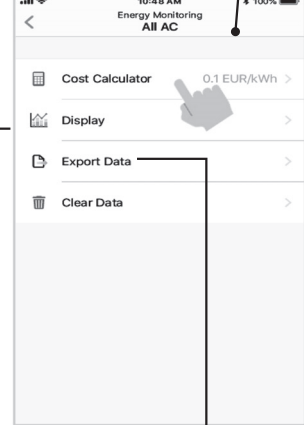 10:48 AM
100%
Energy Monitoring
All AC
Cost Calculator 0.1 EUR/kWh
Display
Export Data
Clear Data